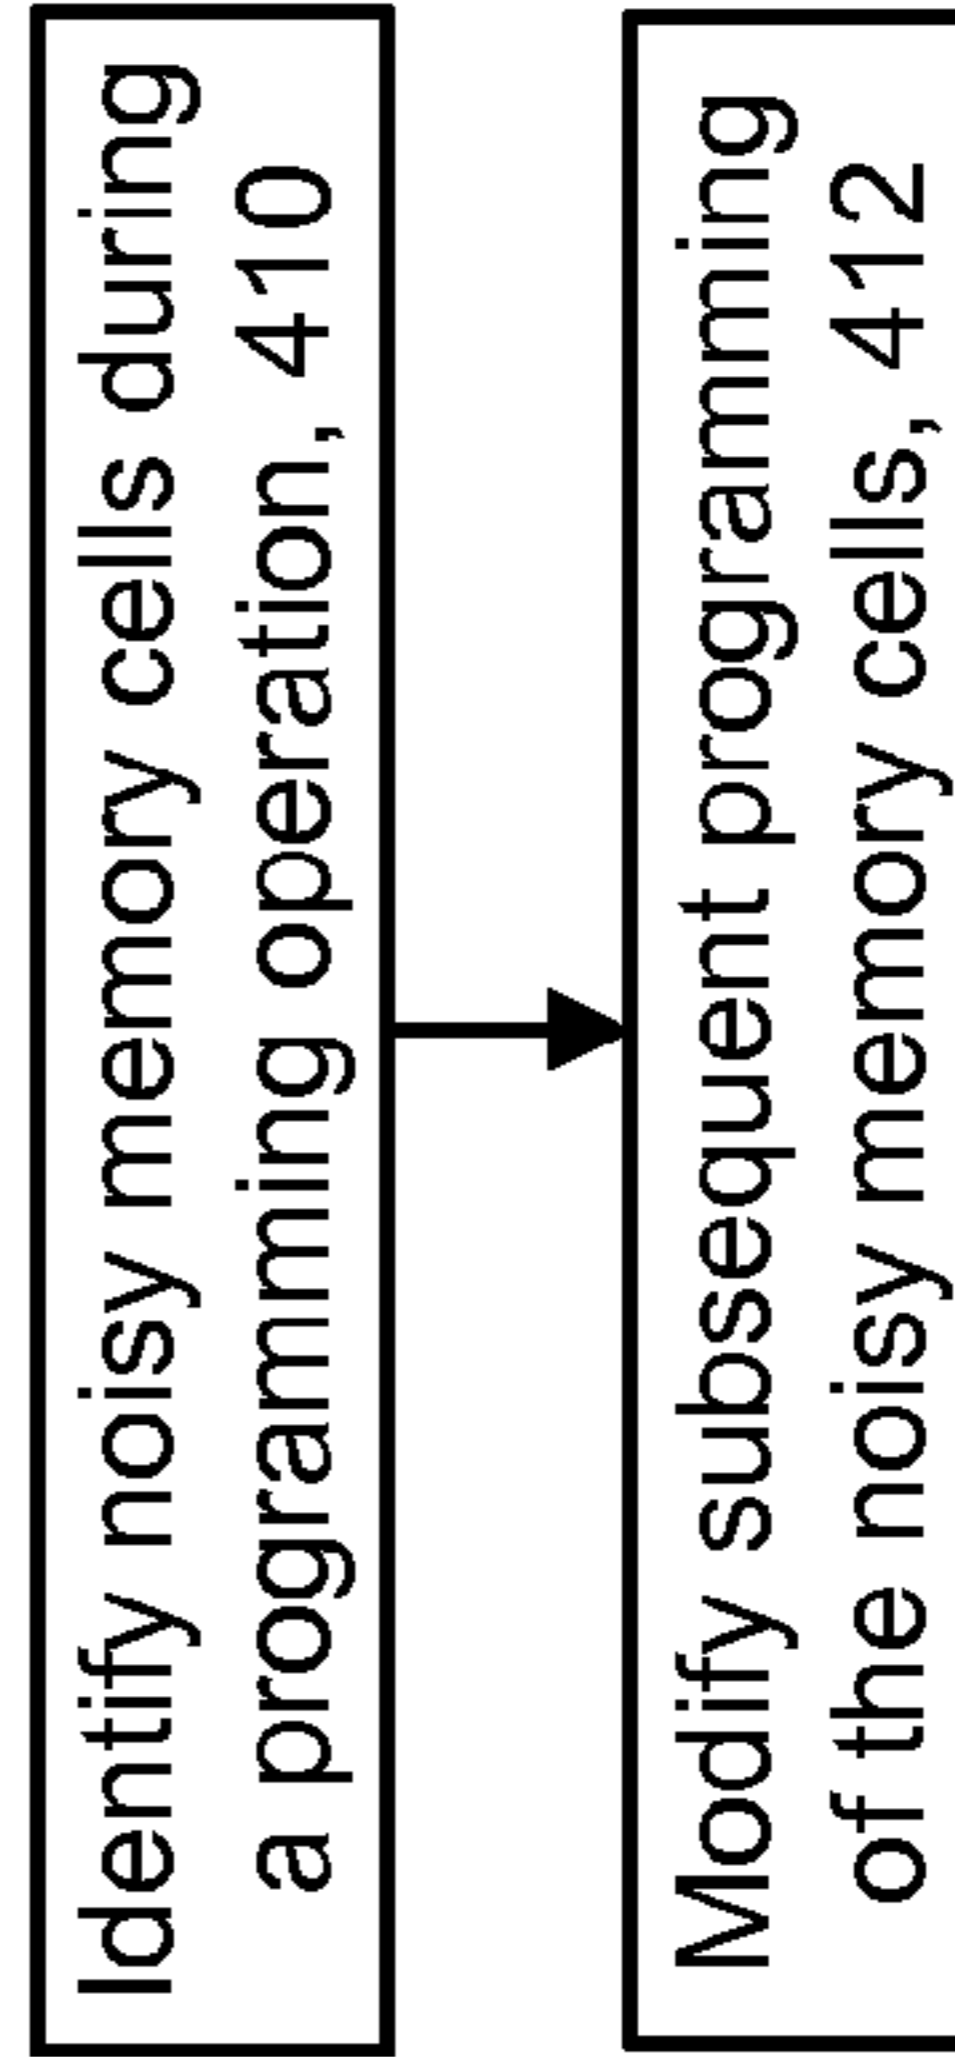 Identify noisy memory cells during
a programming operation, 410
Modify subsequent programming
of the noisy memory cells, 412